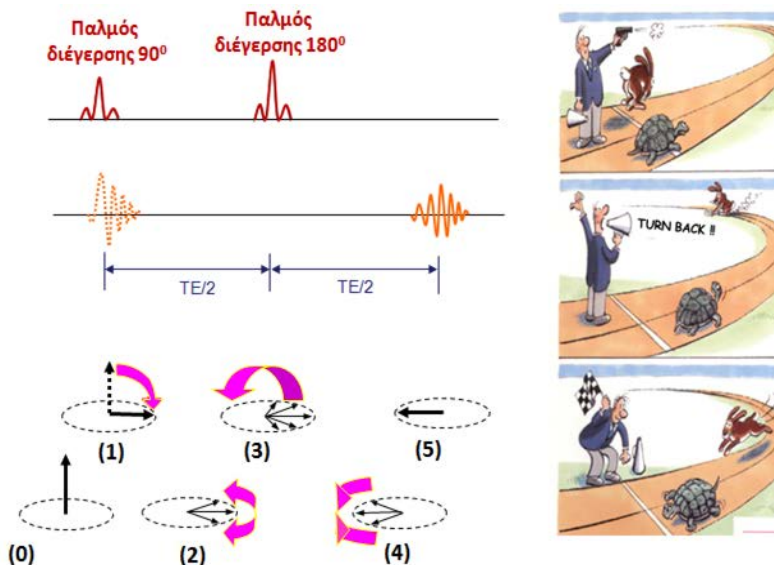 Παλμός
διέγερσης 90⁰
Παλμός
διέγερσης 180⁰
TE/2
TE/2
(1)
(3)
(5)
(0)
(2)
(4)
TURN BACK !!